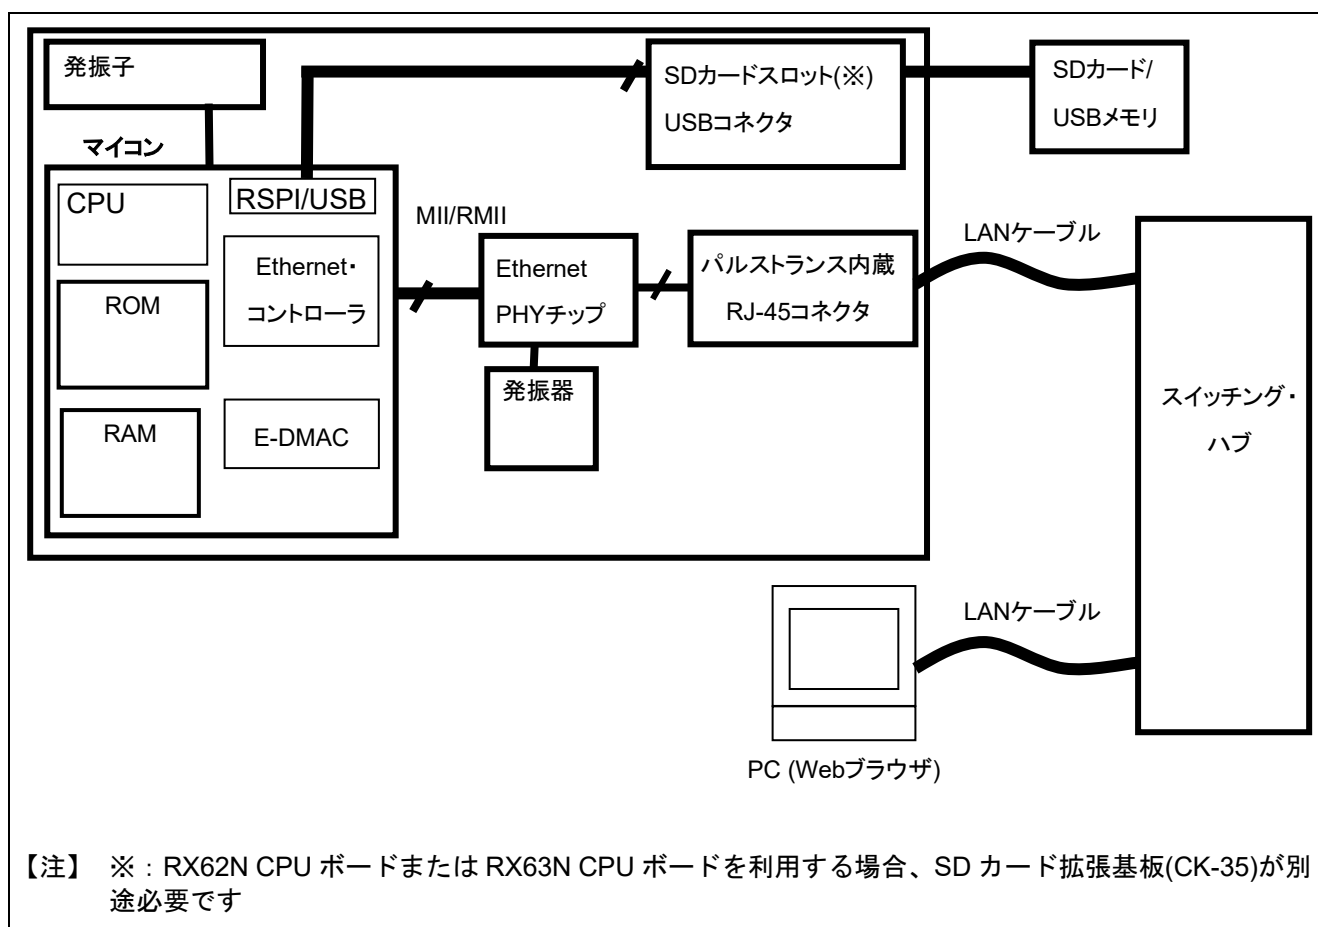 発振子
SDカードスロット(※)
USBコネクタ
SDカード/
USBメモリ
マイコン
CPU
RSPI/USB
MII/RMII
LANケーブル
Ethernet・
コントローラ
Ethernet
PHYチップ
パルストランス内蔵
RJ-45コネクタ
ROM
発振器
スイッチング・
ハブ
RAM
E-DMAC
LANケーブル
PC (Webブラウザ)
【注】 ※：RX62N CPU ボードまたは RX63N CPU ボードを利用する場合、SD カード拡張基板(CK-35)が別
途必要です